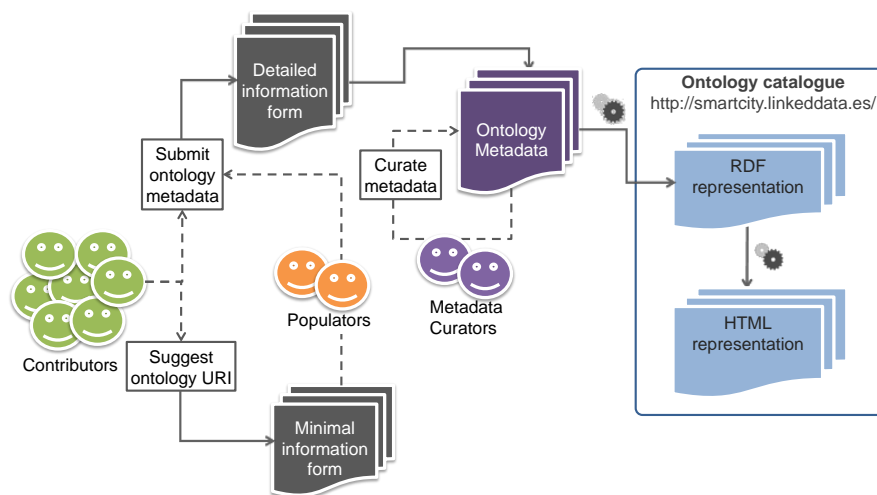 Detailed
information
form
Ontology catalogue
http://smartcity.linkeddata.es/
Ontology
Metadata
Submit
ontology
metadata
Curate
metadata
RDF
representation
Populators
Metadata
Curators
Contributors
Suggest
ontology URI
HTML
representation
Minimal
information
form